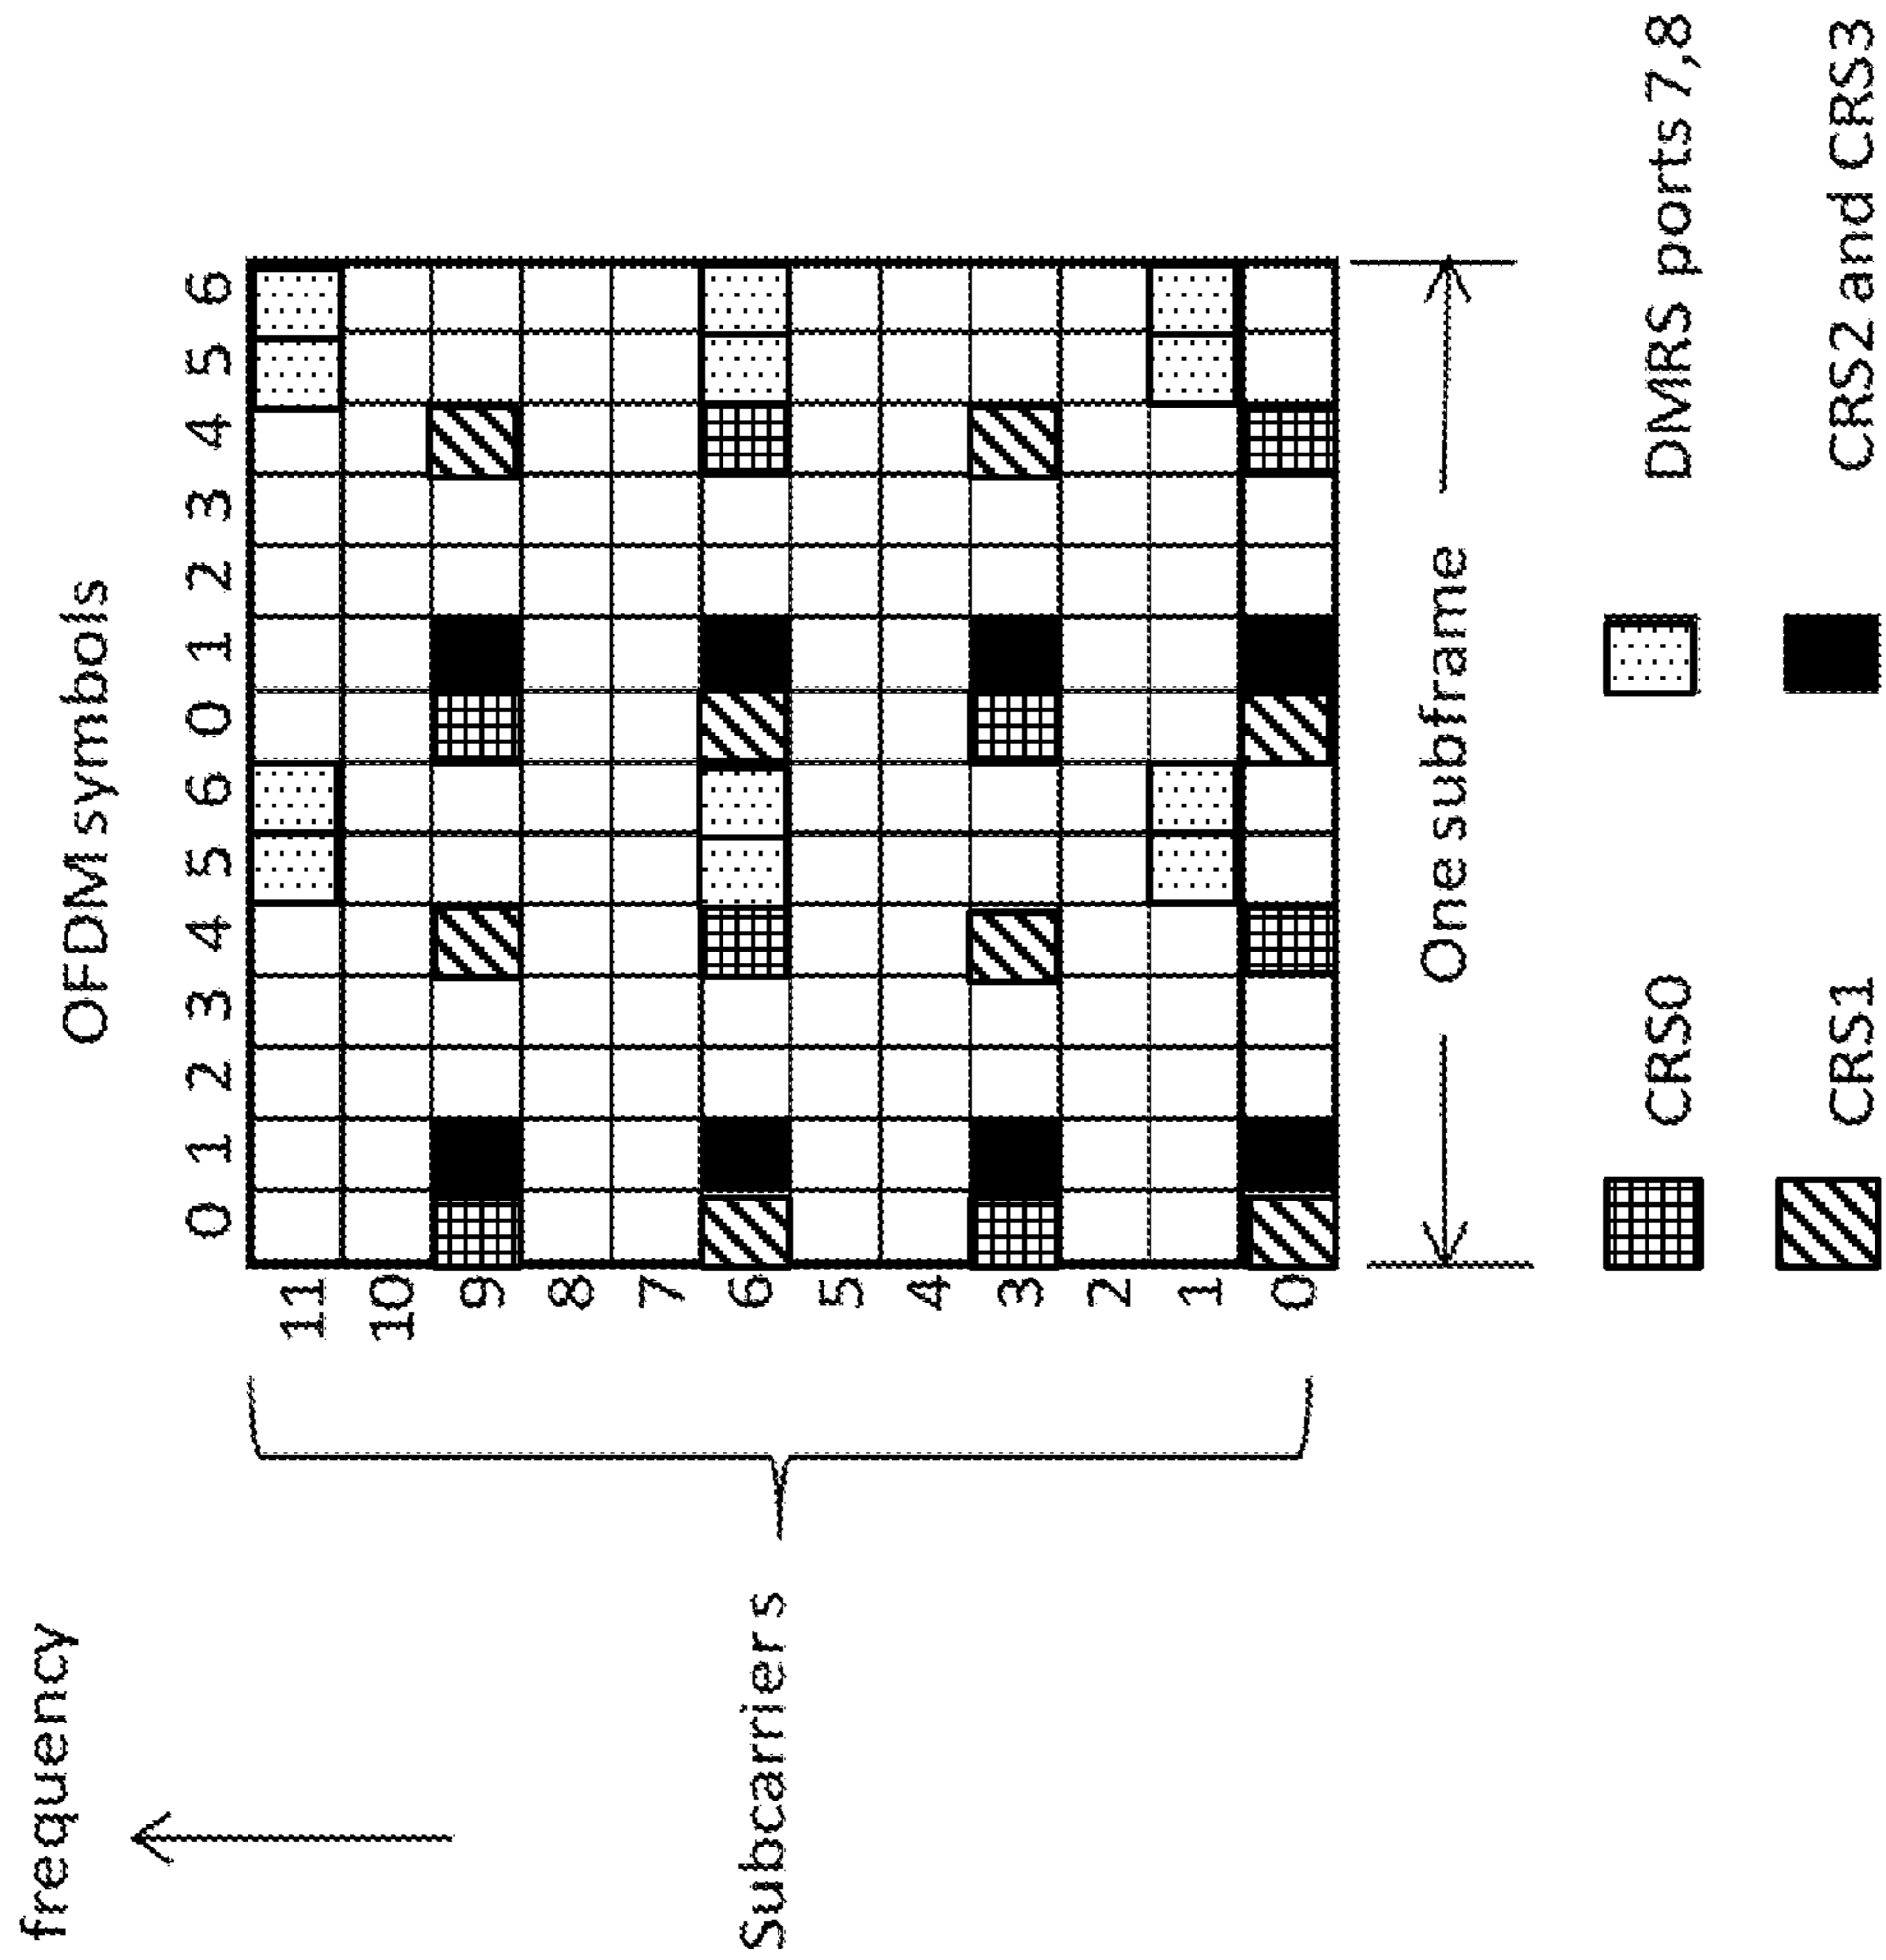 frequency
OFDM symbols
0 1 2 3 4 5 6 0 1 2 3 4 5 6
11
10
9
8
7
6
Subcarriers
5
4
3
2
1
0
One subframe
CRS0
DMRS ports 7,8
CRS1
CRS2 and CRS3